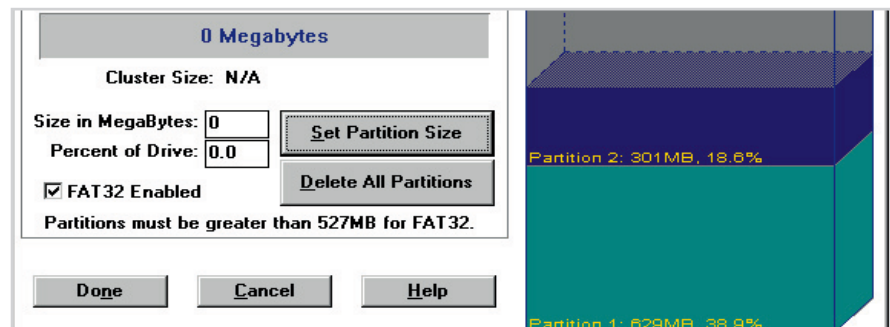 0 Megabytes
Cluster Size: N/A
Size in MegaBytes: 0
Set Partition Size
Percent of Drive: 0.0
Delete All Partitions
FAT32 Enabled
Partitions must be greater than 527MB for FAT32.
Done Cancel Help
Partition 2: 301MB, 18.6%
Partition 1: 629MB, 38.9%